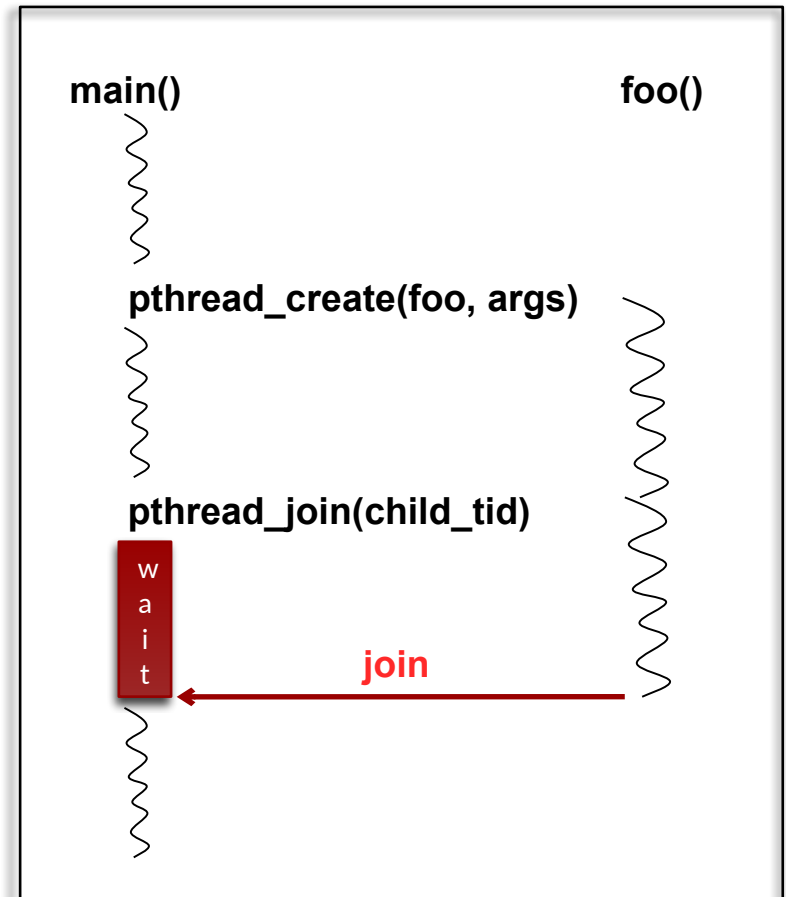 main() foo()
pthread_create(foo, args)
pthread_join(child_tid)
w
a
i
t
join